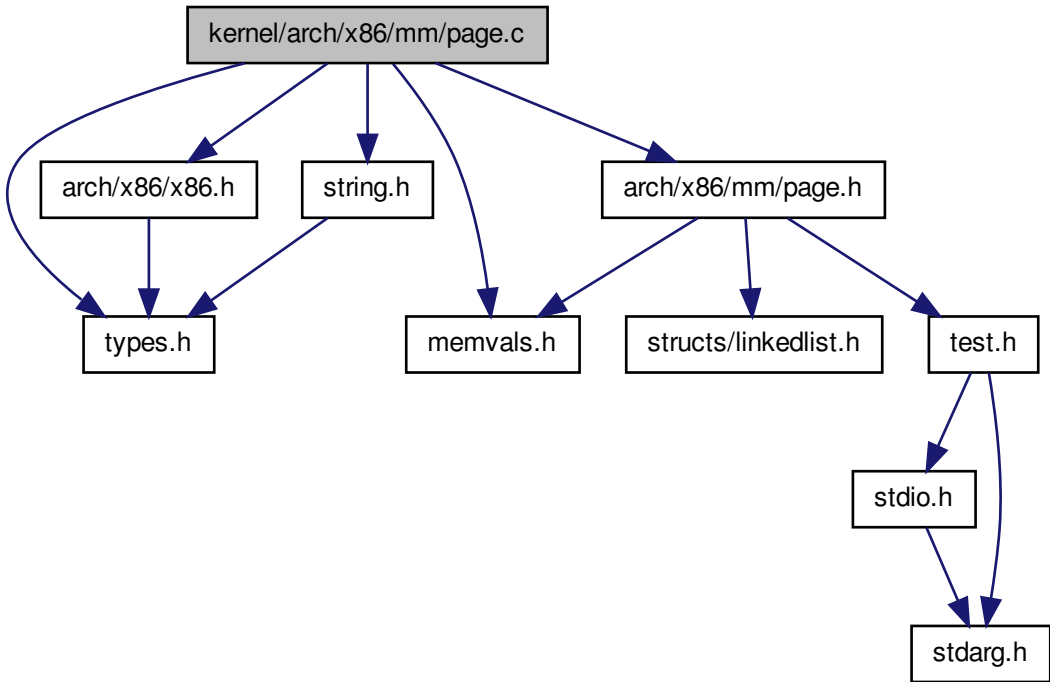 kernel/arch/x86/mm/page.c
arch/x86/x86.h
string.h
arch/x86/mm/page.h
types.h
memvals.h
structs/linkedlist.h
test.h
stdio.h
stdarg.h